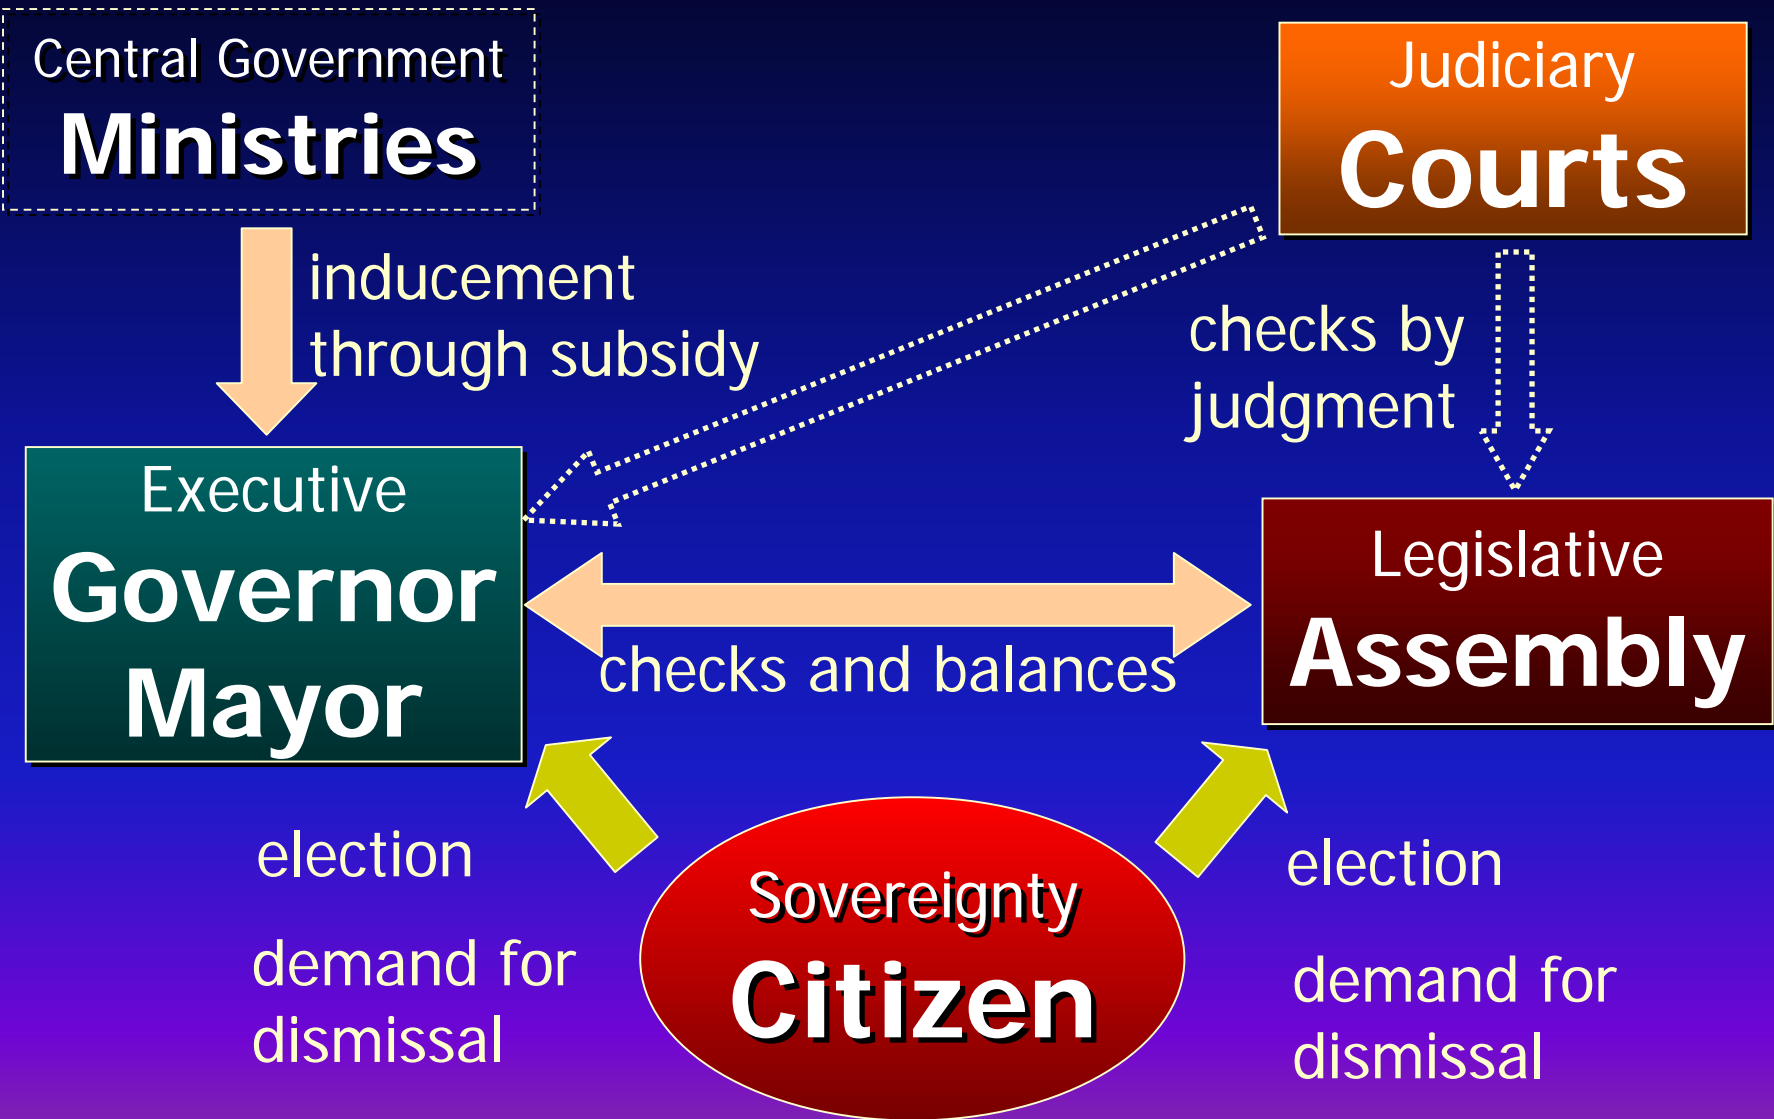 Central Government
Ministries
Judiciary
Courts
inducement
through subsidy
checks by
judgment
Executive
Governor
Mayor
Legislative
Assembly
checks and balances
election
demand for
dismissal
Sovereignty
Citizen
election
demand for
dismissal